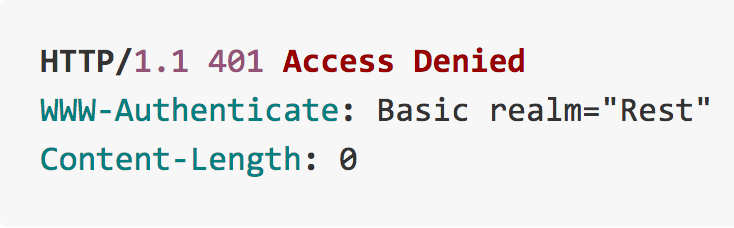 HTTP/1.1 401 Access Denied
WWW-Authenticate: Basic realm="Rest"
Content-Length: 0